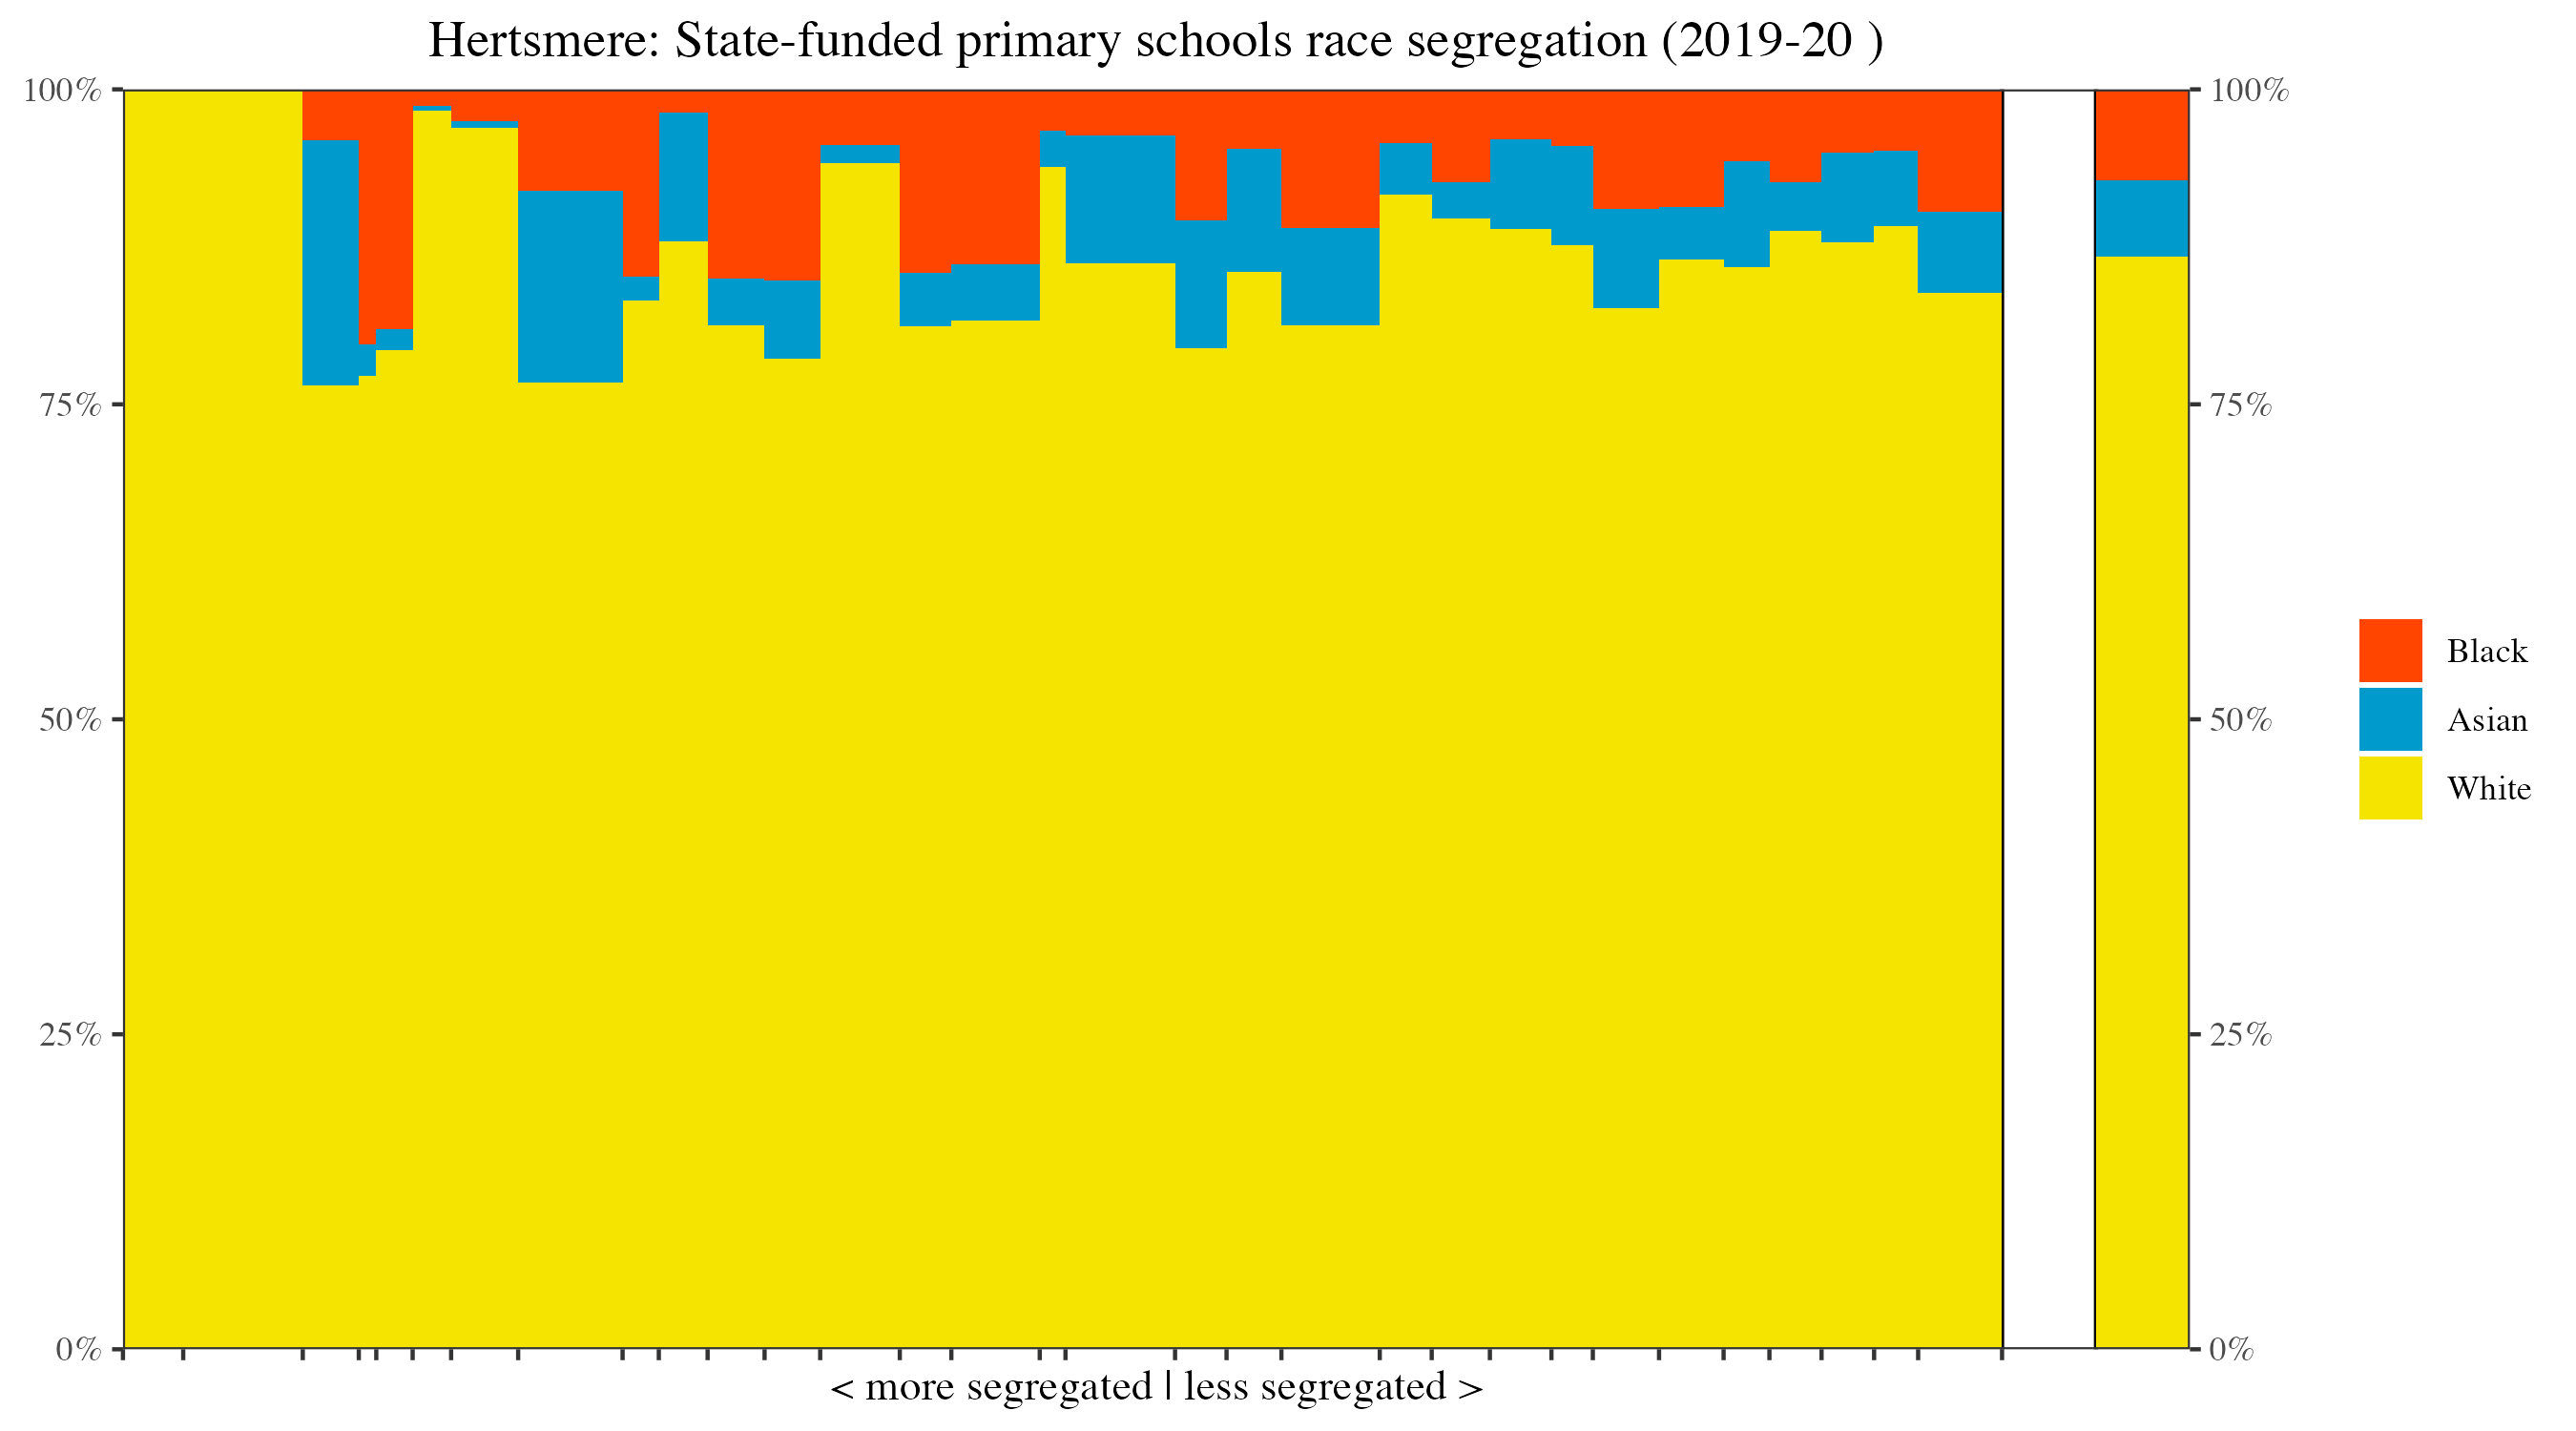 Hertsmere: State-funded primary schools race segregation (2019-20 )
100%
75%
50%
25%
0%
100%
75%
50%
25%
0%
Black
Asian
White
< more segregated | less segregated >